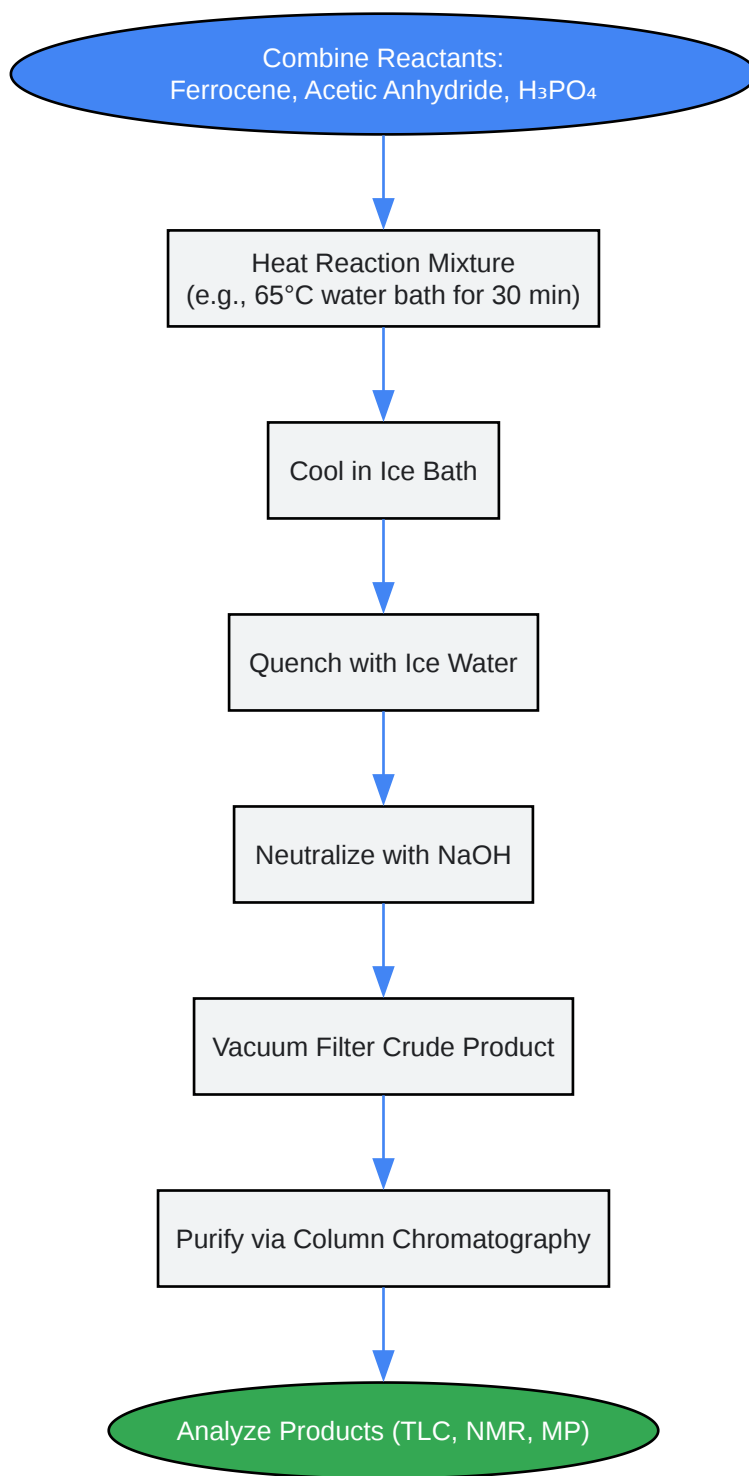 Combine Reactants:
Ferrocene, Acetic Anhydride, H₃PO₄
Heat Reaction Mixture
(e.g., 65°C water bath for 30 min)
Cool in Ice Bath
Quench with Ice Water
Neutralize with NaOH
Vacuum Filter Crude Product
Purify via Column Chromatography
Analyze Products (TLC, NMR, MP)